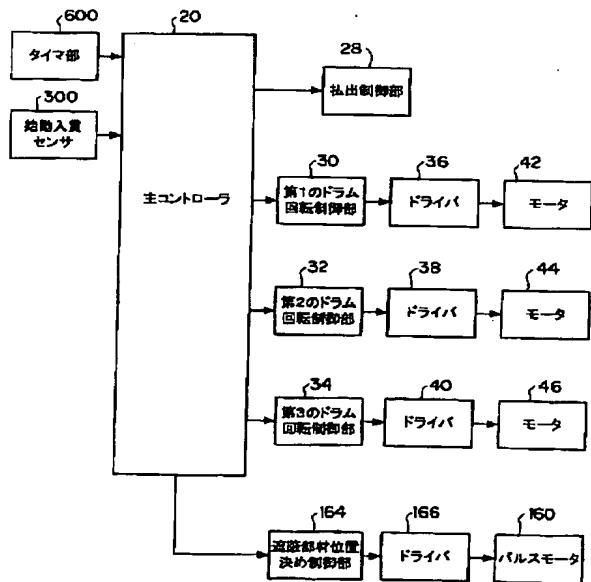 600
タイマ部
300
始動入賞
センサ
20
主コントローラ
28
払出制御部
30
第1のドラム
回転制御部
36
ドライバ
42
モータ
32
第2のドラム
回転制御部
38
ドライバ
44
モータ
34
第3のドラム
回転制御部
40
ドライバ
46
モータ
164
遮蔽部材位置
決め制御部
166
ドライバ
160
パルスモータ